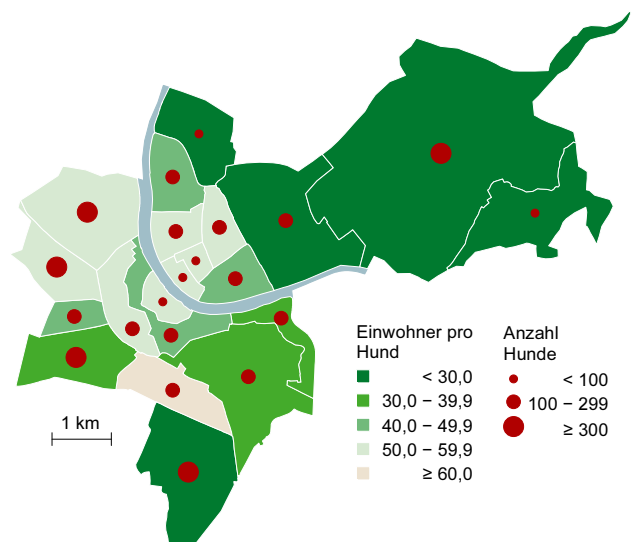 Einwohner pro
Hund
< 30,0
30,0 – 39,9
40,0 – 49,9
50,0 – 59,9
≥ 60,0
Anzahl
Hunde
< 100
100 – 299
≥ 300
1 km